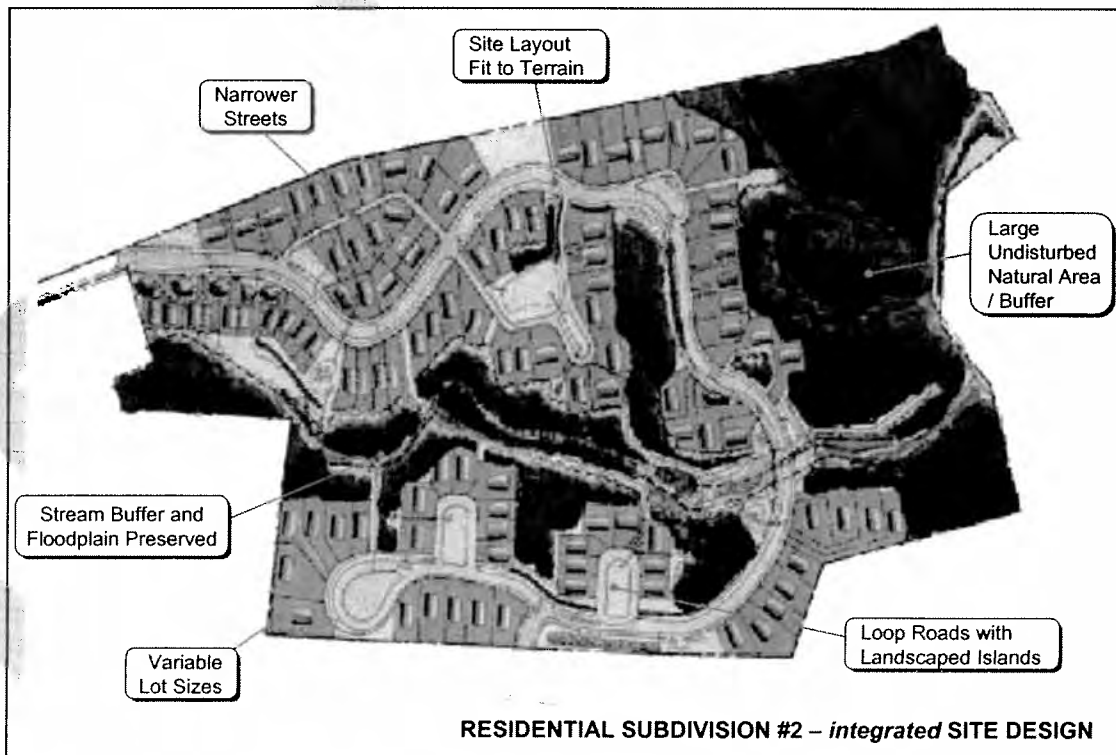 Site Layout
Fit to Terrain
Narrower
Streets
Large
Undisturbed
Natural Area
/ Buffer
Stream Buffer and
Floodplain Preserved
Variable
Lot Sizes
Loop Roads with
Landscaped Islands
RESIDENTIAL SUBDIVISION #2 – integrated SITE DESIGN